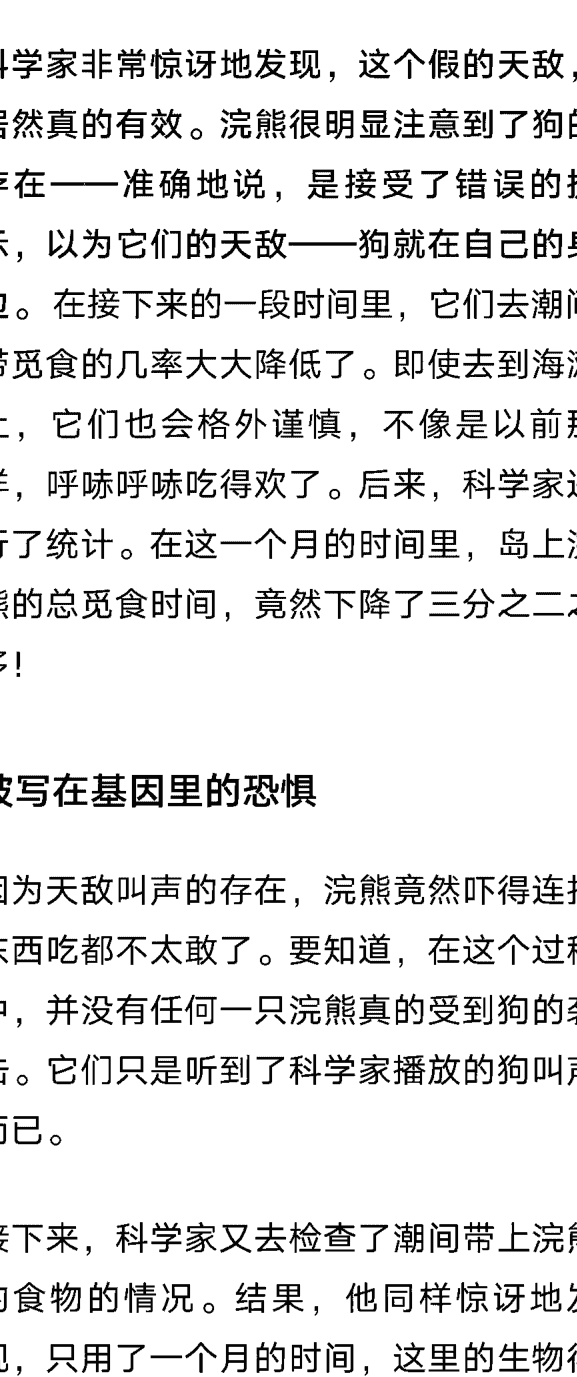 科学家非常惊讶地发现，这个假的天敌，
居然真的有效。浣熊很明显注意到了狗的
存在——准确地说，是接受了错误的提
示，以为它们的天敌——狗就在自己的身
边。在接下来的一段时间里，它们去潮间
带觅食的几率大大降低了。即使去到海滩
上，它们也会格外谨慎，不像是以前那
样，呼哧呼哧吃得欢了。后来，科学家进
行了统计。在这一个月的时间里，岛上浣
熊的总觅食时间，竟然下降了三分之二之
多！
被写在基因里的恐惧
因为天敌叫声的存在，浣熊竟然吓得连找
东西吃都不太敢了。要知道，在这个过程
中，并没有任何一只浣熊真的受到狗的袭
击。它们只是听到了科学家播放的狗叫声
而已。
接下来，科学家又去检查了潮间带上浣熊
的食物的情况。结果，他同样惊讶地发
现，只用了一个月的时间，这里的生物得